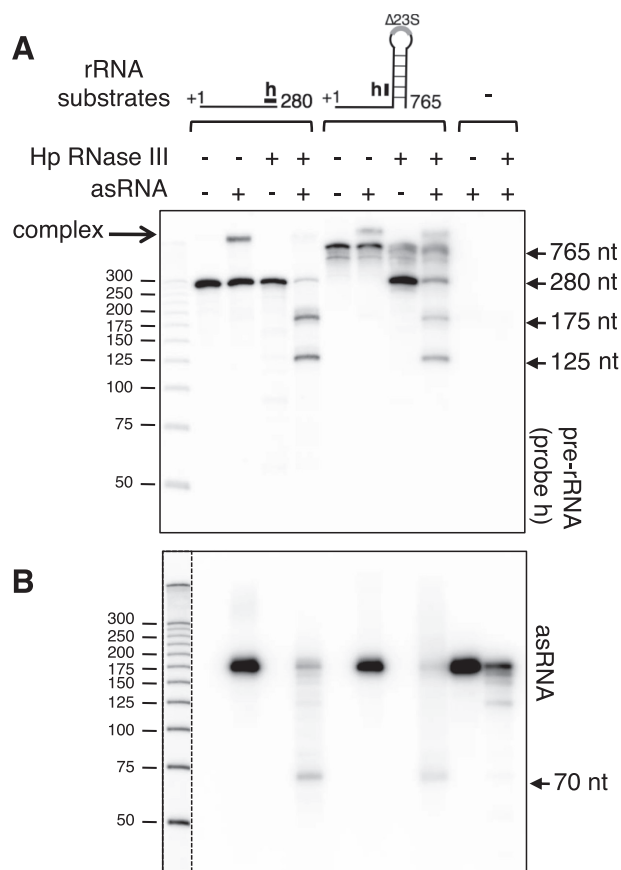 A
Δ23S
rRNA substrates
+1 h 280 +1 h 765 -
Hp RNase III - - + + - - + + - +
asRNA - + - + - + - + + +
complex
300
250
200
175
150
125
100
75
50
765 nt
280 nt
175 nt
125 nt
pre-rRNA
(probe h)
B
300
250
200
175
150
125
100
75
50
asRNA
70 nt